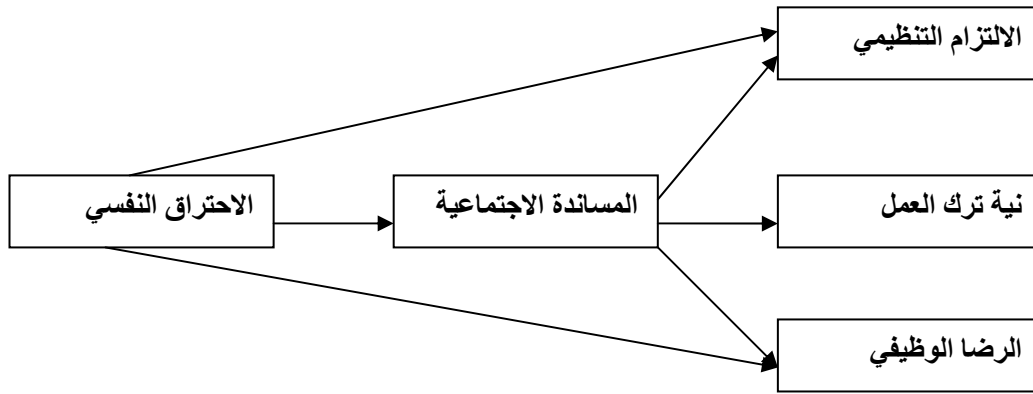 الالتزام التنظيمي
الاحتراق النفسي
المساندة الاجتماعية
نية ترك العمل
الرضا الوظيفي